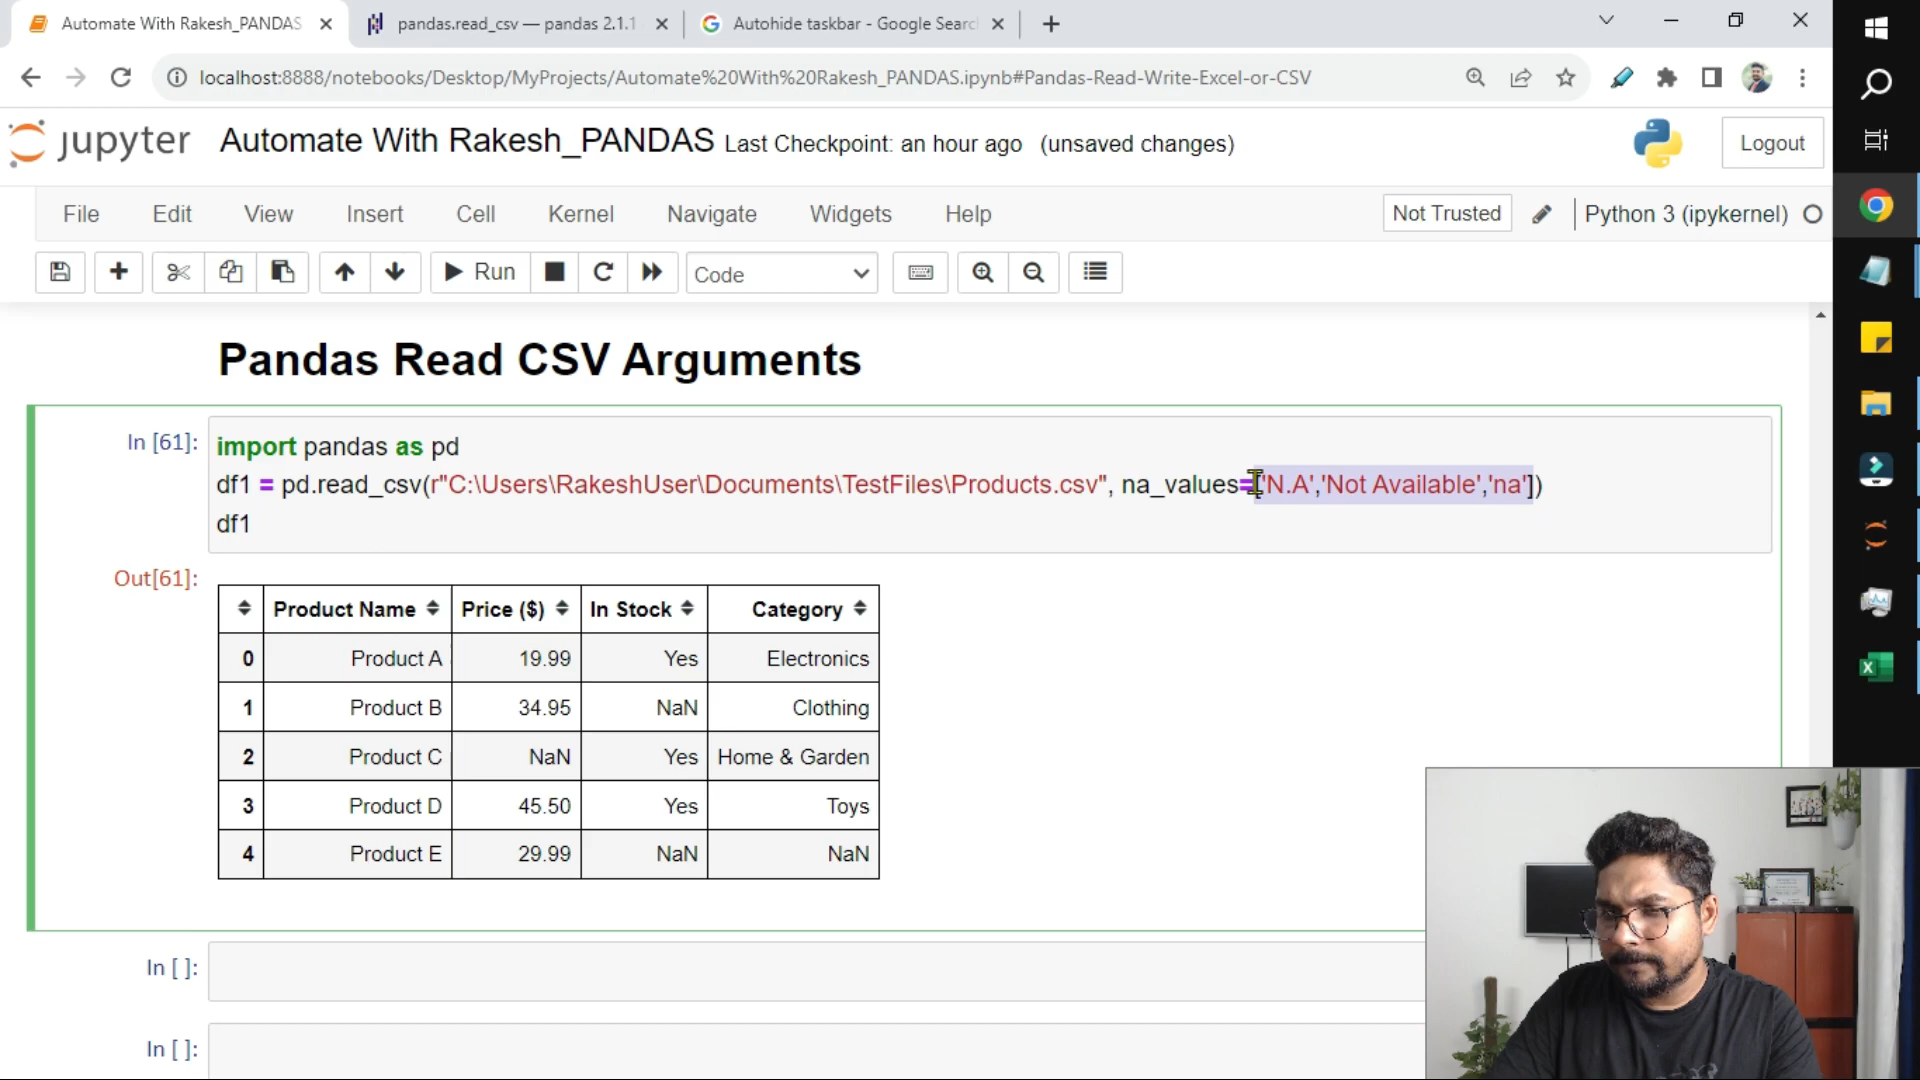 Automate With Rakesh_PANDAS
pandas.read_csv — pandas 2.1.1
Autohide taskbar - Google Searc
localhost:8888/notebooks/Desktop/MyProjects/Automate%20With%20Rakesh_PANDAS.ipynb#Pandas-Read-Write-Excel-or-CSV
jupyter Automate With Rakesh_PANDAS Last Checkpoint: an hour ago (unsaved changes) Logout
File Edit View Insert Cell Kernel Navigate Widgets Help Not Trusted Python 3 (ipykernel)
Run Code
Pandas Read CSV Arguments
In [61]: import pandas as pd
df1 = pd.read_csv(r"C:\Users\RakeshUser\Documents\TestFiles\Products.csv", na_values=['N.A','Not Available','na'])
df1
Out[61]:
Product Name Price ($) In Stock Category
0 Product A 19.99 Yes Electronics
1 Product B 34.95 NaN Clothing
2 Product C NaN Yes Home & Garden
3 Product D 45.50 Yes Toys
4 Product E 29.99 NaN NaN
In [ ]:
In [ ]: